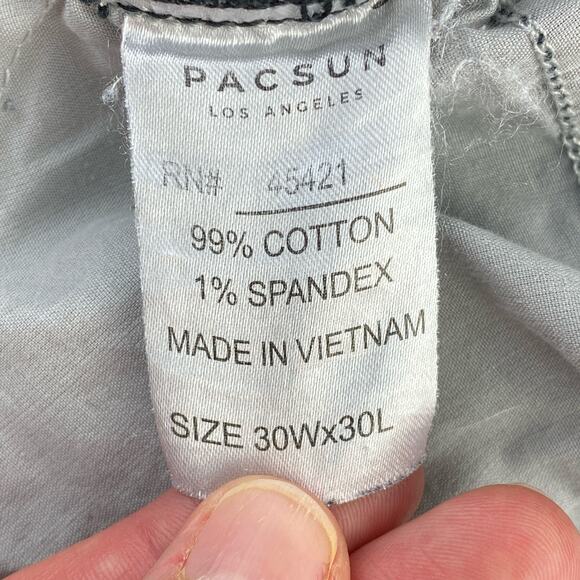 PACSUN
LOS ANGELES
RN# 45421
99% COTTON
1% SPANDEX
MADE IN VIETNAM
SIZE 30Wx30L